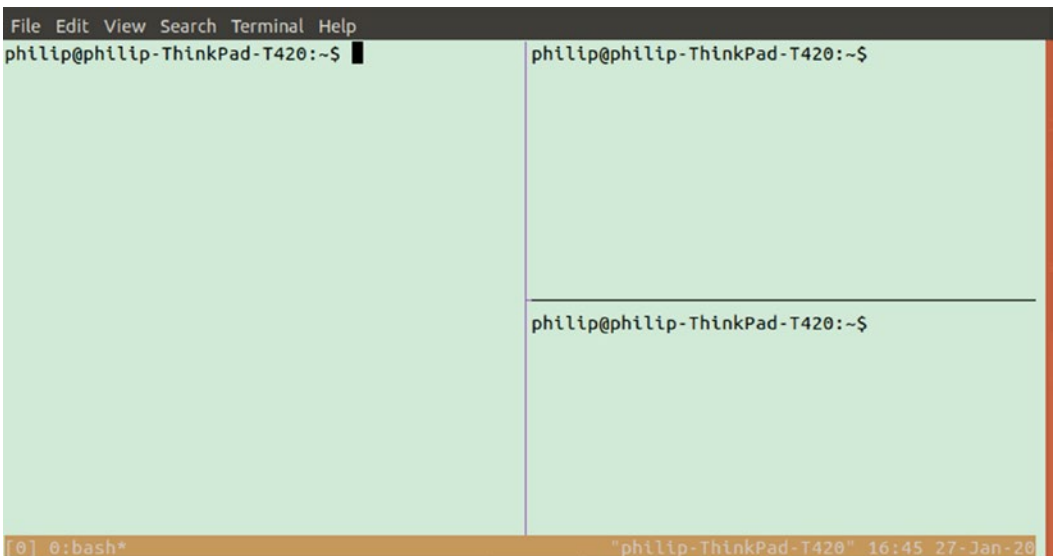 File Edit View Search Terminal Help
philip@philip-ThinkPad-T420:~$
philip@philip-ThinkPad-T420:~$
philip@philip-ThinkPad-T420:~$
[0] 0:bash* "philip-ThinkPad-T420" 16:45 27-Jan-20